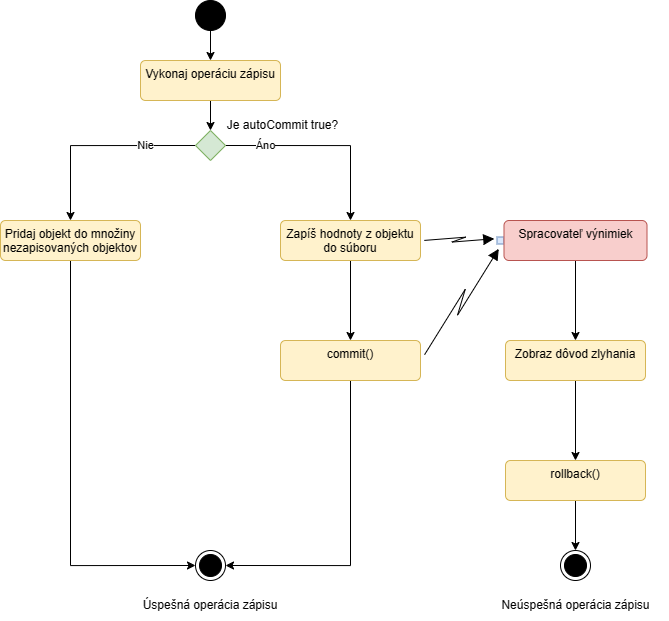 Vykonaj operáciu zápisu
Je autoCommit true?
Nie
Áno
Pridaj objekt do množiny
nezapisovaných objektov
Zapíš hodnoty z objektu
do súboru
Spracovateľ výnimiek
commit()
Zobraz dôvod zlyhania
rollback()
Úspešná operácia zápisu
Neúspešná operácia zápisu